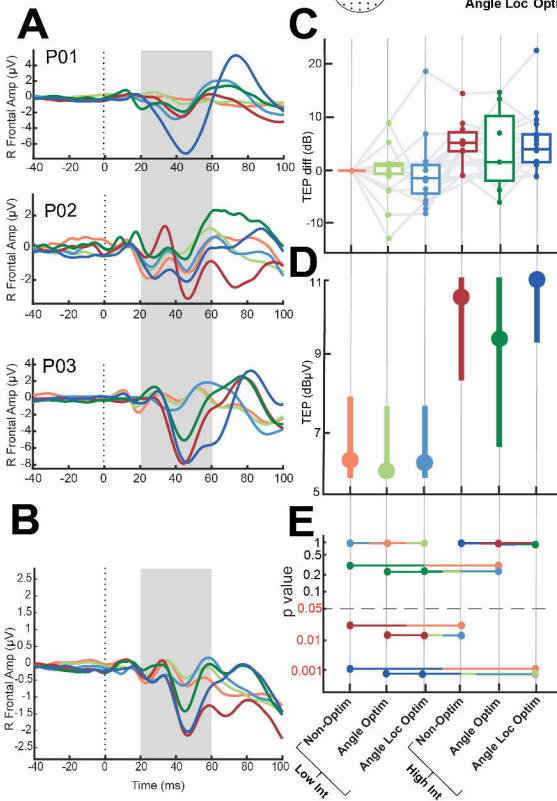 Angle Loc Opti
A
P01
R Frontal Amp (µV)
4
2
0
-2
-4
-6
-40 -20 0 20 40 60 80 100
P02
R Frontal Amp (µV)
2
0
-2
-40 -20 0 20 40 60 80 100
P03
R Frontal Amp (µV)
4
2
0
-2
-4
-6
-8
-40 -20 0 20 40 60 80 100
B
R Frontal Amp (µV)
2.5
2
1.5
1
.5
0
-0.5
-1
-1.5
-2
-2.5
-40 -20 0 20 40 60 80 100
Time (ms)
C
TEP diff (dB)
20
10
0
-10
D
TEP (dBµV)
11
9
7
5
E
p value
1
0.5
0.2
0.1
0.05
0.01
0.001
Non-Optim
Angle Optim
Angle Loc Optim
Non-Optim
Angle Optim
Angle Loc Optim
Low Int
High Int